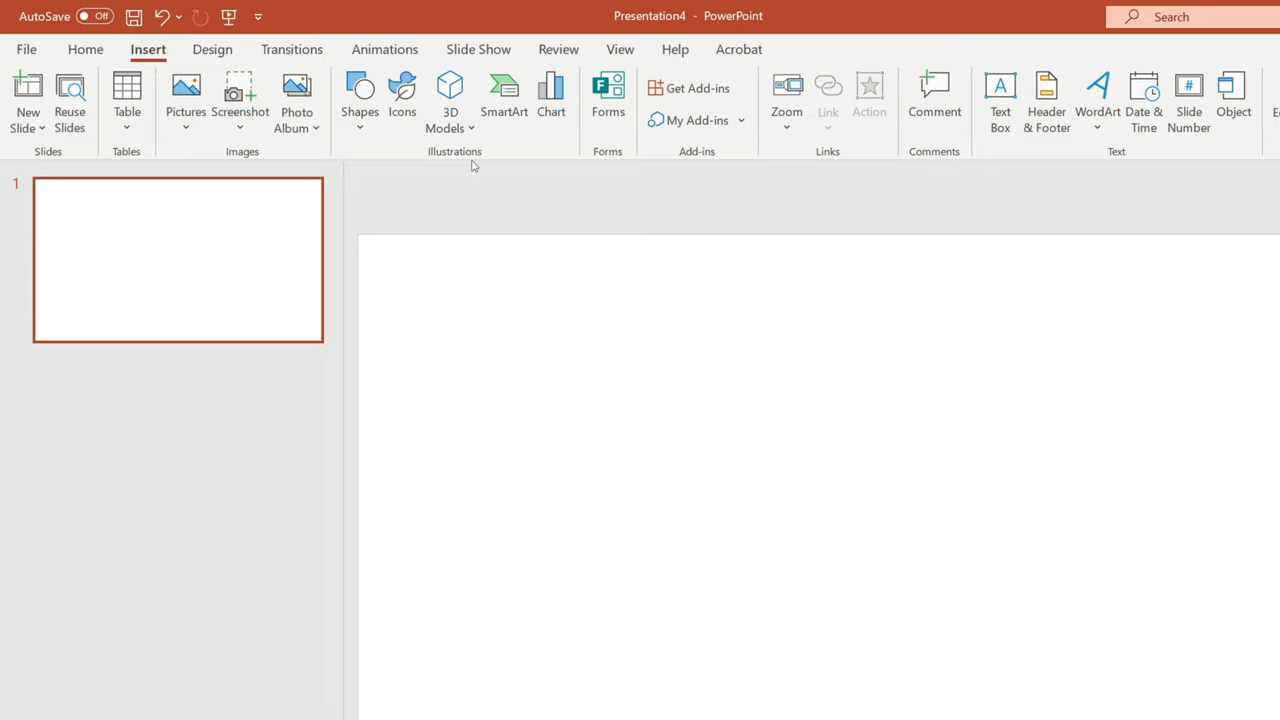 AutoSave Off Presentation4 - PowerPoint Search
File Home Insert Design Transitions Animations Slide Show Review View Help Acrobat
New Slide
Reuse Slides
Table
Pictures
Screenshot
Photo Album
Shapes
Icons
3D Models
SmartArt
Chart
Forms
Get Add-ins
My Add-ins
Zoom
Link
Action
Comment
Text Box
Header & Footer
WordArt
Date & Time
Slide Number
Object
Slides Tables Images Illustrations Forms Add-ins Links Comments Text
1